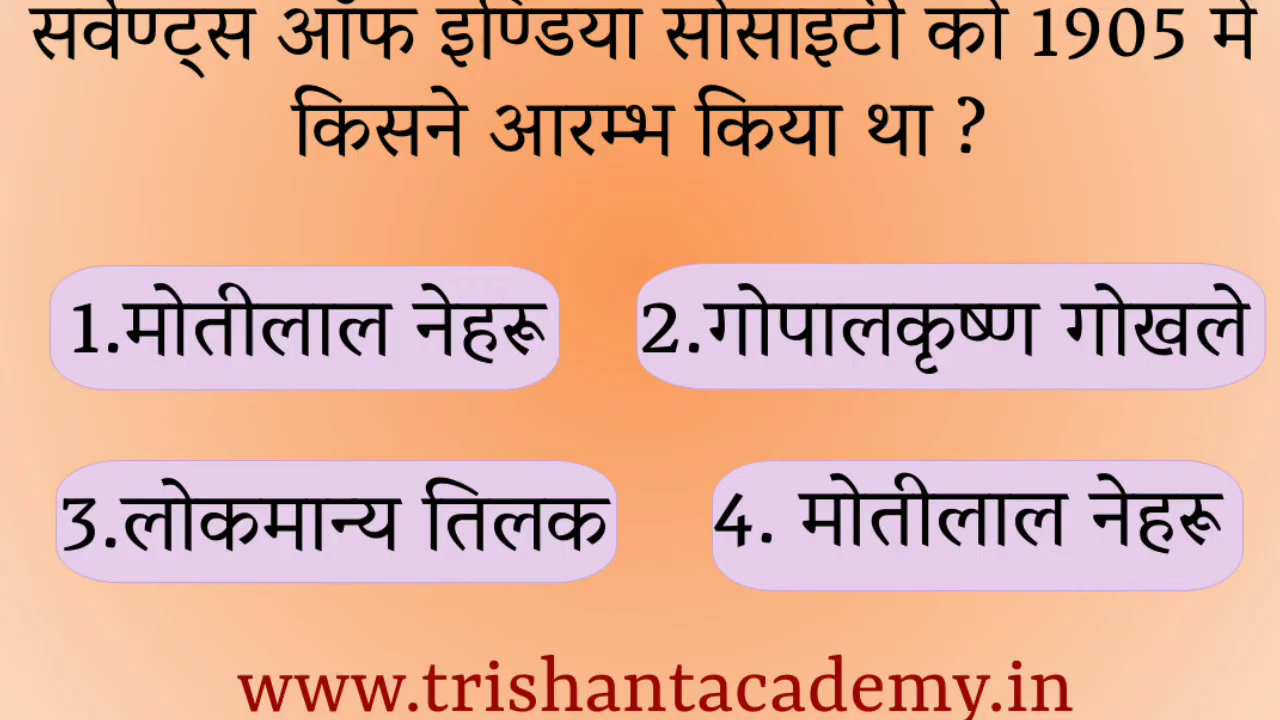 सर्वेण्ट्स ऑफ इण्डिया सोसाइटी को 1905 में
किसने आरम्भ किया था ?
1.मोतीलाल नेहरू
2.गोपालकृष्ण गोखले
3.लोकमान्य तिलक
4. मोतीलाल नेहरू
www.trishantacademy.in